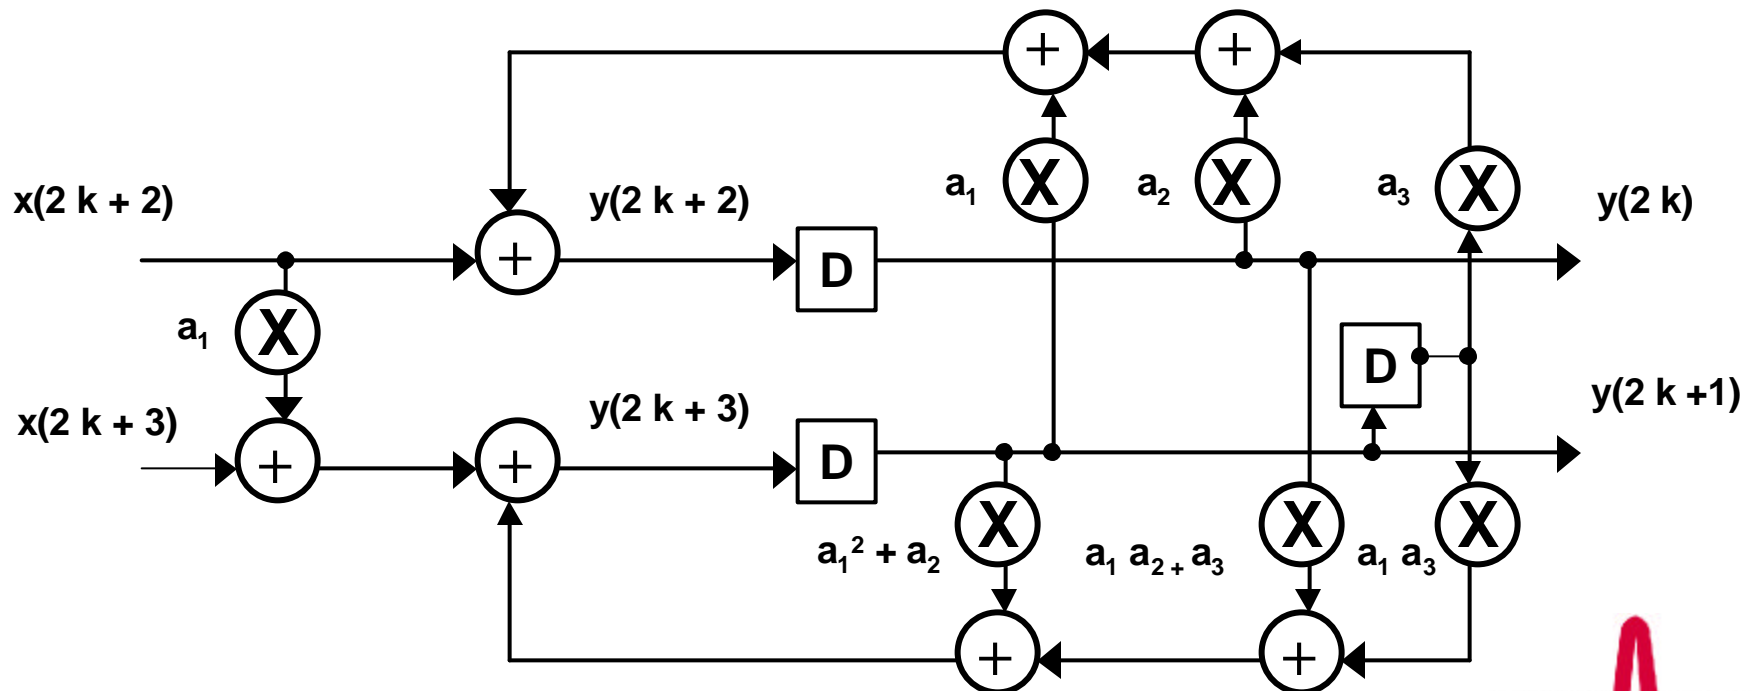 + +
X X X
a₁ a₂ a₃
x(2 k + 2) y(2 k + 2) y(2 k)
+ D
a₁ X
D
x(2 k + 3) y(2 k + 3) y(2 k +1)
+ + D
X X X
a₁² + a₂ a₁ a₂ + a₃ a₁ a₃
+ +